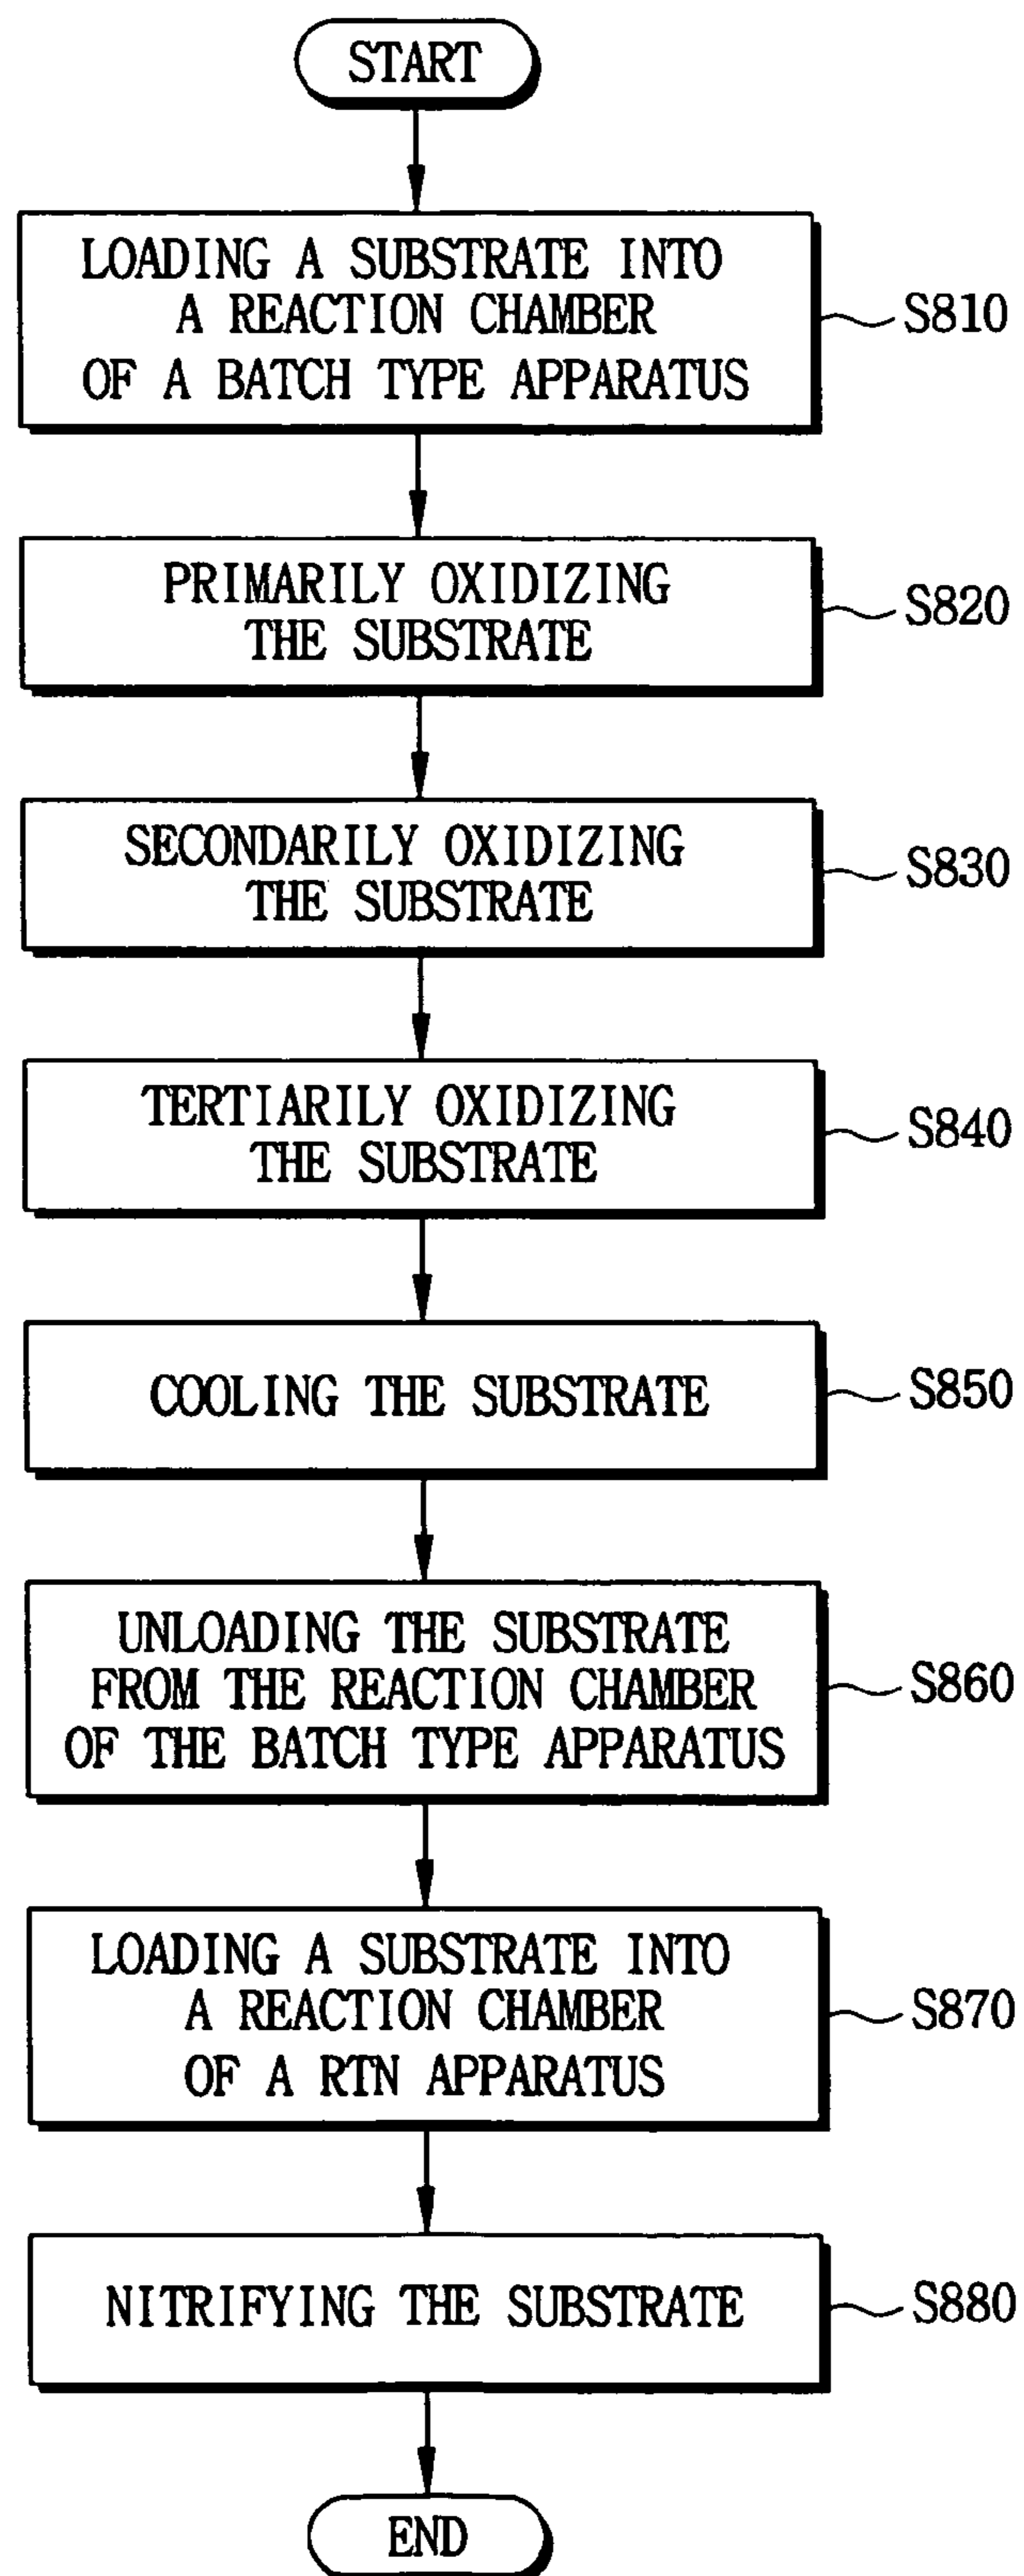 START
LOADING A SUBSTRATE INTO
A REACTION CHAMBER
OF A BATCH TYPE APPARATUS
S810
PRIMARILY OXIDIZING
THE SUBSTRATE
S820
SECONDARILY OXIDIZING
THE SUBSTRATE
S830
TERTIARILY OXIDIZING
THE SUBSTRATE
S840
COOLING THE SUBSTRATE
S850
UNLOADING THE SUBSTRATE
FROM THE REACTION CHAMBER
OF THE BATCH TYPE APPARATUS
S860
LOADING A SUBSTRATE INTO
A REACTION CHAMBER
OF A RTN APPARATUS
S870
NITRIFYING THE SUBSTRATE
S880
END